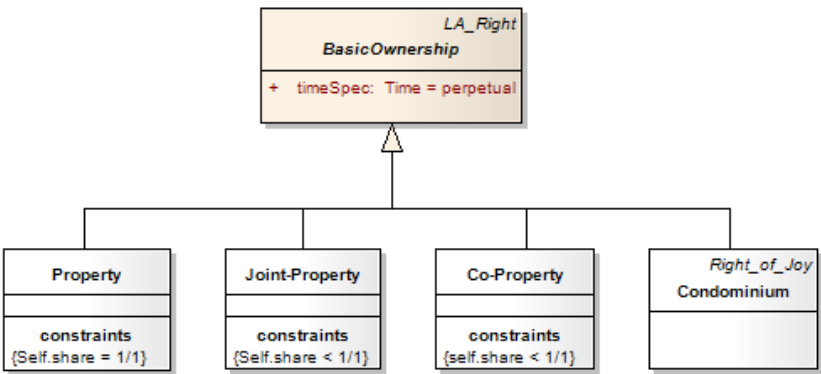 LA_Right
BasicOwnership
+ timeSpec: Time = perpetual
Property
constraints
{Self.share = 1/1}
Joint-Property
constraints
{Self.share < 1/1}
Co-Property
constraints
{self.share < 1/1}
Right_of_Joy
Condominium